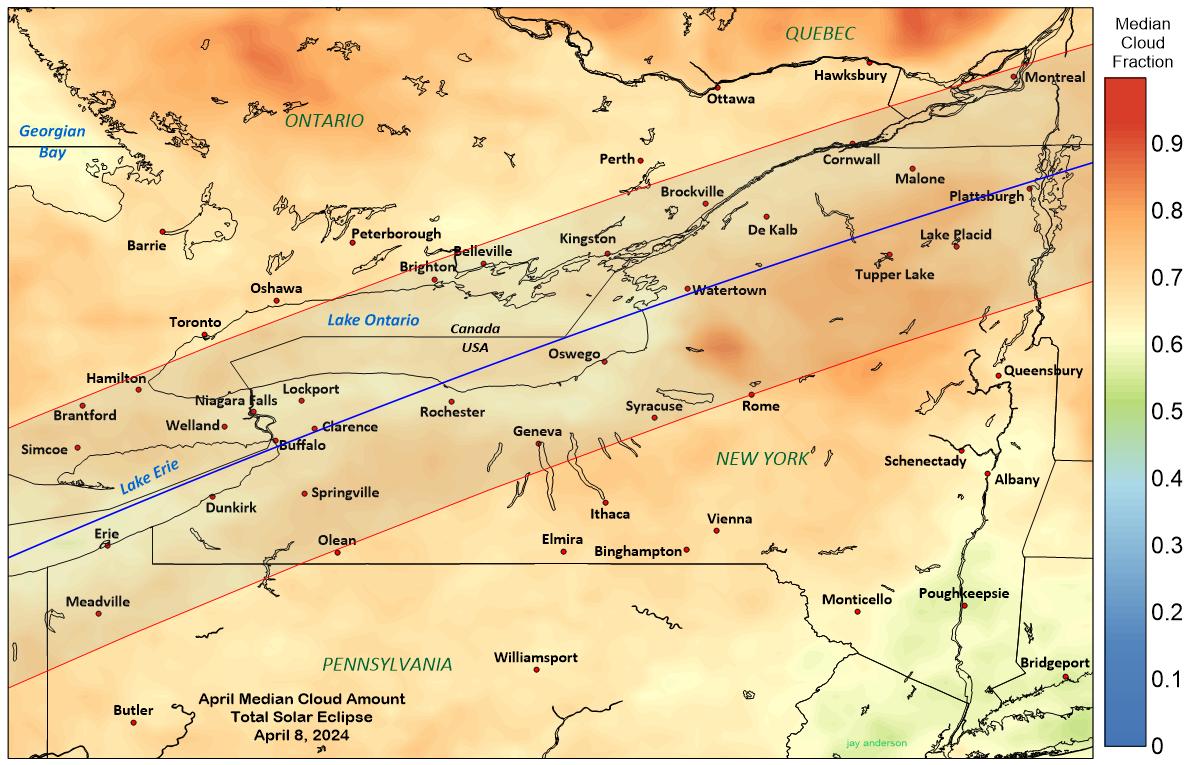 Median
Cloud
Fraction
QUEBEC
Hawksbury
Montreal
Ottawa
ONTARIO
Georgian
Bay
0.9
Perth
Cornwall
Malone
Brockville
Plattsburgh
0.8
De Kalb
Lake Placid
Barrie
Peterborough
Kingston
Belleville
Brighton
Tupper Lake
0.7
Oshawa
Watertown
Toronto
Lake Ontario
Canada
USA
0.6
Oswego
Queensbury
Hamilton
Lockport
Niagara Falls
Brantford
Rochester
Syracuse
Rome
0.5
Welland
Clarence
Geneva
Simcoe
Buffalo
NEW YORK
Schenectady
Lake Erie
Albany
0.4
Springville
Dunkirk
Ithaca
Vienna
Erie
Olean
Elmira
Binghampton
0.3
Meadville
Monticello
Poughkeepsie
0.2
PENNSYLVANIA
Williamsport
Bridgeport
0.1
April Median Cloud Amount
Total Solar Eclipse
April 8, 2024
Butler
jay anderson
0